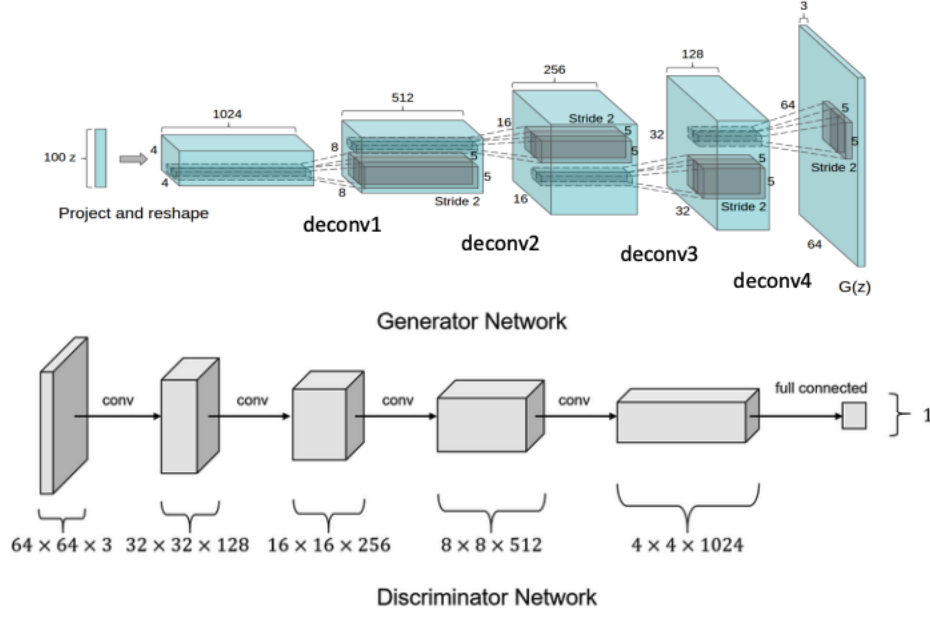 3
128
256
512
1024
64
5
5
Stride 2
16
5
5
Stride 2
32
5
5
Stride 2
32
64
8
5
5
Stride 2
8
16
100 z
4
4
Project and reshape
deconv1
deconv2
deconv3
deconv4
G(z)
Generator Network
conv
conv
conv
conv
full connected
1
64 × 64 × 3
32 × 32 × 128
16 × 16 × 256
8 × 8 × 512
4 × 4 × 1024
Discriminator Network